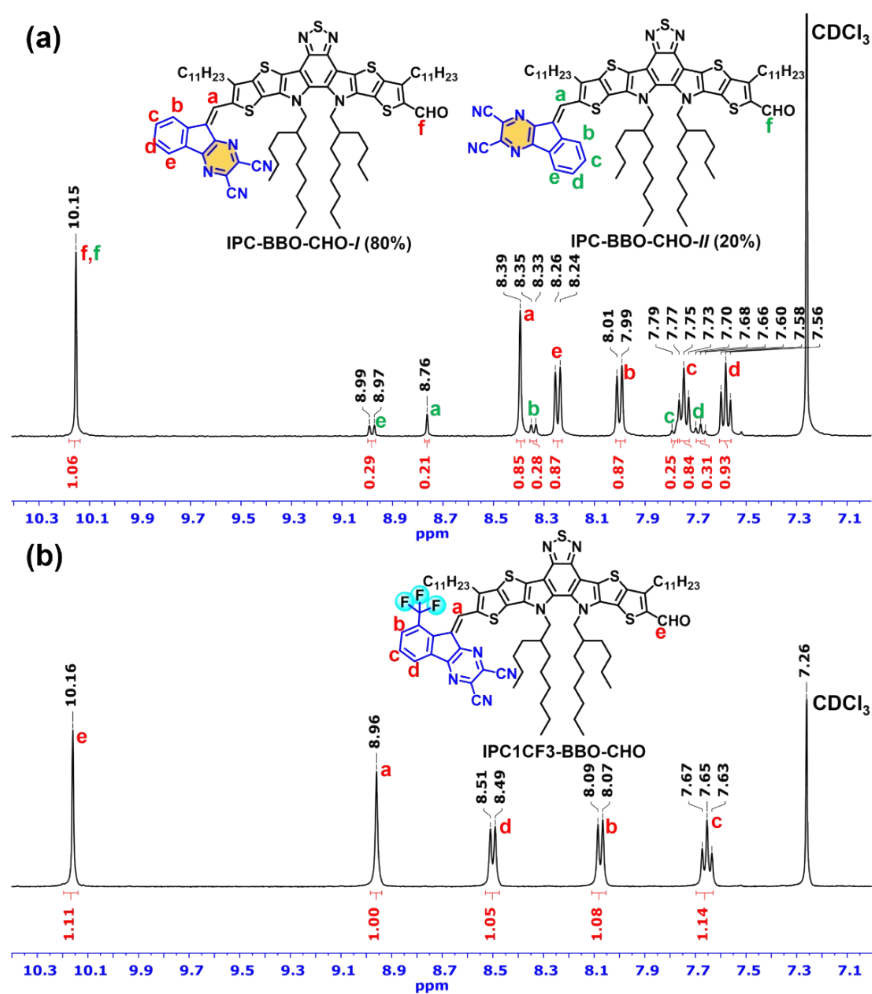 (a)
CDCl3
S
N N
C11H23 S S C11H23
a S N N S CHO
f
b
c
d
e
N
N CN
CN
IPC-BBO-CHO-I (80%)
S
N N
C11H23 S S C11H23
a S N N S CHO
f
NC N
NC N
b
c
d
e
IPC-BBO-CHO-II (20%)
10.15
f,f
8.99
8.97
e
8.76
a
8.39
8.35
8.33
8.26
8.24
a
b
e
8.01
7.99
b
7.79
7.77
7.75
7.73
7.70
7.68
7.66
7.60
7.58
7.56
c
c
d
d
1.06
0.29
0.21
0.85
0.28
0.87
0.87
0.25
0.84
0.31
0.93
10.3 10.1 9.9 9.7 9.5 9.3 9.1 8.9 8.7 8.5 8.3 8.1 7.9 7.7 7.5 7.3 7.1
ppm
(b)
S
N N
C11H23 S S C11H23
F F F
a S N N S CHO
e
b
c
d
N
N CN
CN
IPC1CF3-BBO-CHO
10.16
e
8.96
a
8.51
8.49
d
8.09
8.07
b
7.67
7.65
7.63
c
7.26
CDCl3
1.11
1.00
1.05
1.08
1.14
10.3 10.1 9.9 9.7 9.5 9.3 9.1 8.9 8.7 8.5 8.3 8.1 7.9 7.7 7.5 7.3 7.1
ppm